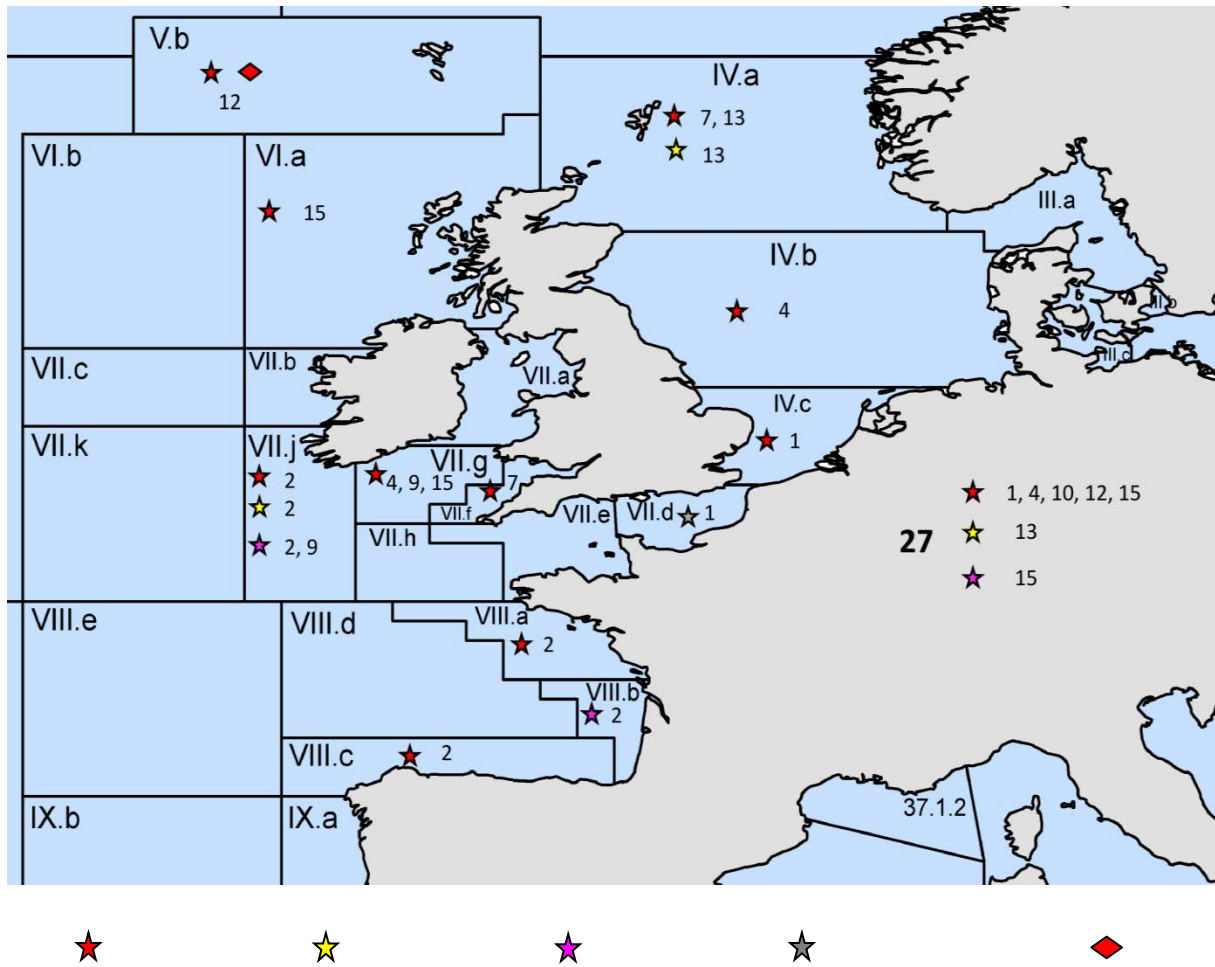 V.b
12
IV.a
7, 13
13
VI.b
VI.a
15
III.a
IV.b
4
III.b
III.c
VII.c
VII.b
VII.a
IV.c
1
VII.k
VII.j
2
2
2, 9
VII.g
4, 9, 15
7
VII.f
VII.h
VII.e
VII.d
1
27
1, 4, 10, 12, 15
13
15
VIII.e
VIII.d
VIII.a
2
VIII.b
2
VIII.c
2
IX.b
IX.a
37.1.2